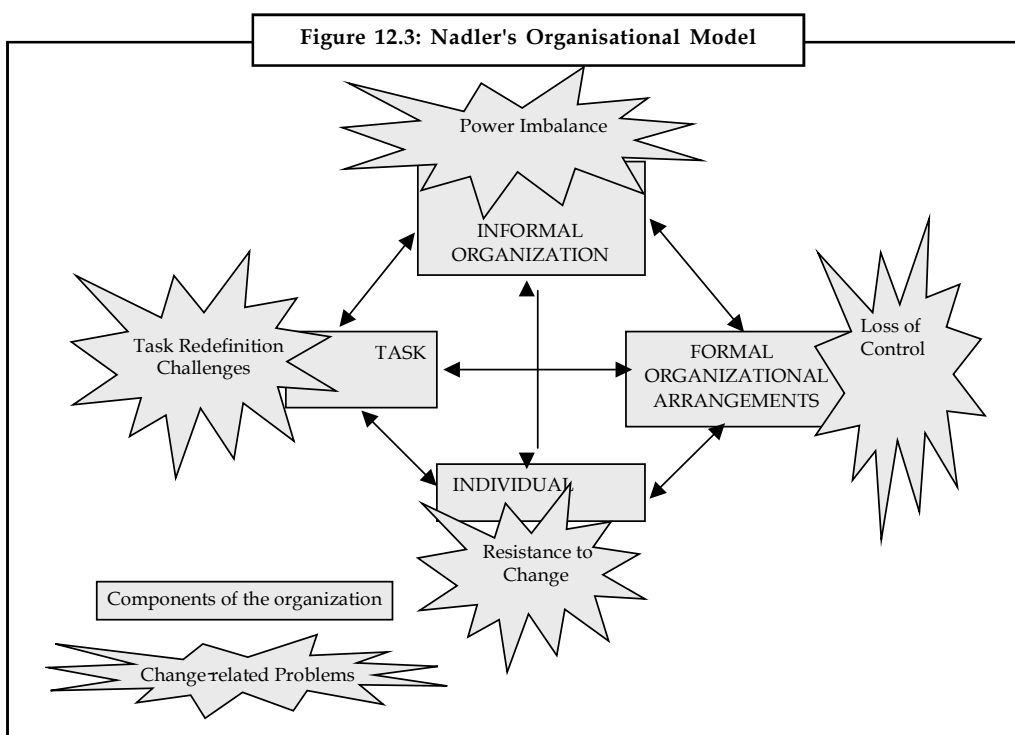 Figure 12.3: Nadler's Organisational Model
Power Imbalance
INFORMAL
ORGANIZATION
Task Redefinition
Challenges
TASK
FORMAL
ORGANIZATIONAL
ARRANGEMENTS
Loss of
Control
INDIVIDUAL
Resistance to
Change
Components of the organization
Change-related Problems